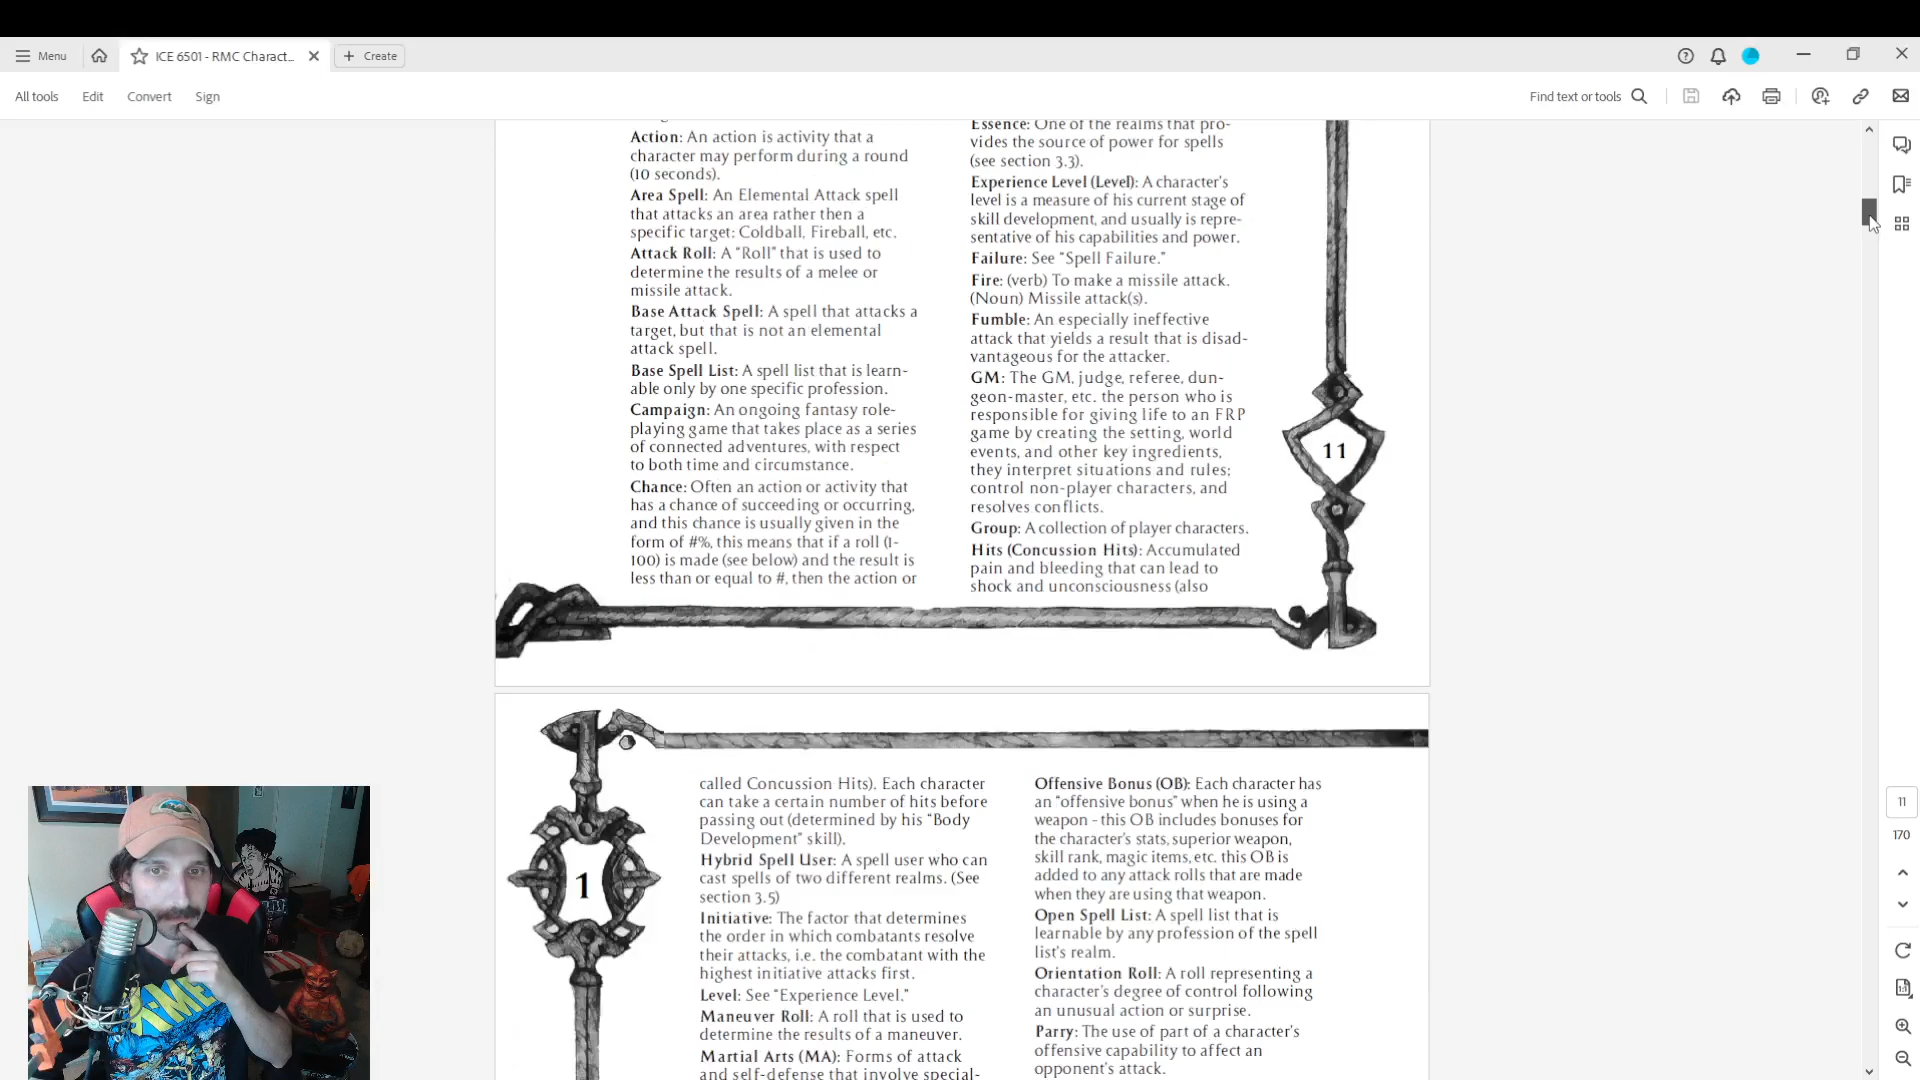 Menu
ICE 6501 - RMC Charact...
Create
All tools
Edit
Convert
Sign
Find text or tools
Action: An action is activity that a
character may perform during a round
(10 seconds).
Area Spell: An Elemental Attack spell
that attacks an area rather then a
specific target: Coldball, Fireball, etc.
Attack Roll: A “Roll” that is used to
determine the results of a melee or
missile attack.
Base Attack Spell: A spell that attacks a
target, but that is not an elemental
attack spell.
Base Spell List: A spell list that is learn-
able only by one specific profession.
Campaign: An ongoing fantasy role-
playing game that takes place as a series
of connected adventures, with respect
to both time and circumstance.
Chance: Often an action or activity that
has a chance of succeeding or occurring,
and this chance is usually given in the
form of #%, this means that if a roll (1-
100) is made (see below) and the result is
less than or equal to #, then the action or
Essence: One of the realms that pro-
vides the source of power for spells
(see section 3.3).
Experience Level (Level): A character's
level is a measure of his current stage of
skill development, and usually is repre-
sentative of his capabilities and power.
Failure: See “Spell Failure.”
Fire: (verb) To make a missile attack.
(Noun) Missile attack(s).
Fumble: An especially ineffective
attack that yields a result that is disad-
vantageous for the attacker.
GM: The GM, judge, referee, dun-
geon-master, etc. the person who is
responsible for giving life to an FRP
game by creating the setting, world
events, and other key ingredients,
they interpret situations and rules;
control non-player characters, and
resolves conflicts.
Group: A collection of player characters.
Hits (Concussion Hits): Accumulated
pain and bleeding that can lead to
shock and unconsciousness (also
11
1
called Concussion Hits). Each character
can take a certain number of hits before
passing out (determined by his “Body
Development” skill).
Hybrid Spell User: A spell user who can
cast spells of two different realms. (See
section 3.5)
Initiative: The factor that determines
the order in which combatants resolve
their attacks, i.e. the combatant with the
highest initiative attacks first.
Level: See “Experience Level.”
Maneuver Roll: A roll that is used to
determine the results of a maneuver.
Martial Arts (MA): Forms of attack
and self-defense that involve special-
Offensive Bonus (OB): Each character has
an “offensive bonus” when he is using a
weapon - this OB includes bonuses for
the character's stats, superior weapon,
skill rank, magic items, etc. this OB is
added to any attack rolls that are made
when they are using that weapon.
Open Spell List: A spell list that is
learnable by any profession of the spell
list's realm.
Orientation Roll: A roll representing a
character's degree of control following
an unusual action or surprise.
Parry: The use of part of a character's
offensive capability to affect an
opponent's attack.
11
170
X-ME